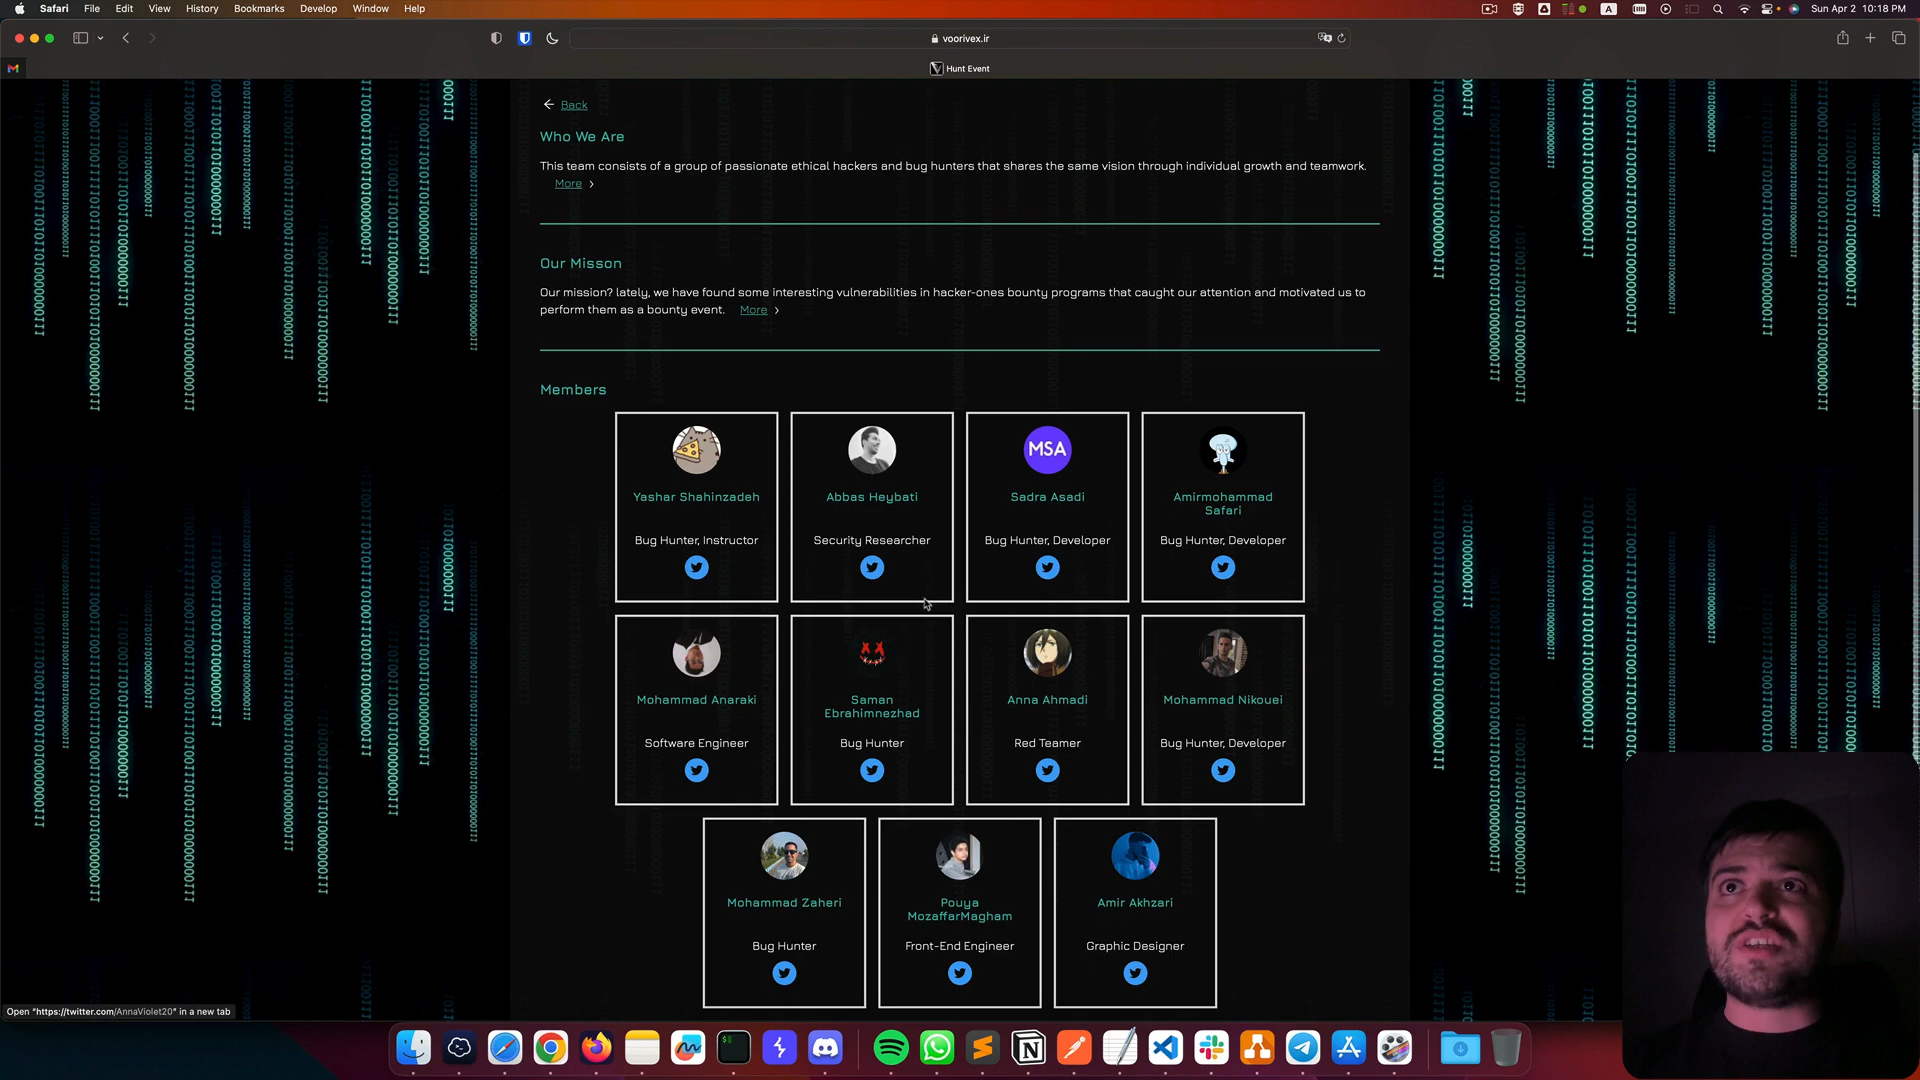 Safari File Edit View History Bookmarks Develop Window Help
A
Sun Apr 2 10:18 PM
voorivex.ir
Hunt Event
Back
Who We Are
This team consists of a group of passionate ethical hackers and bug hunters that shares the same vision through individual growth and teamwork.
More
Our Misson
Our mission? lately, we have found some interesting vulnerabilities in hacker-ones bounty programs that caught our attention and motivated us to
perform them as a bounty event. More
Members
MSA
Yashar Shahinzadeh
Bug Hunter, Instructor
Abbas Heybati
Security Researcher
Sadra Asadi
Bug Hunter, Developer
Amirmohammad
Safari
Bug Hunter, Developer
Mohammad Anaraki
Software Engineer
Saman
Ebrahimnezhad
Bug Hunter
Anna Ahmadi
Red Teamer
Mohammad Nikouei
Bug Hunter, Developer
Mohammad Zaheri
Bug Hunter
Pouya
MozaffarMagham
Front-End Engineer
Amir Akhzari
Graphic Designer
Open "https://twitter.com/AnnaViolet20" in a new tab